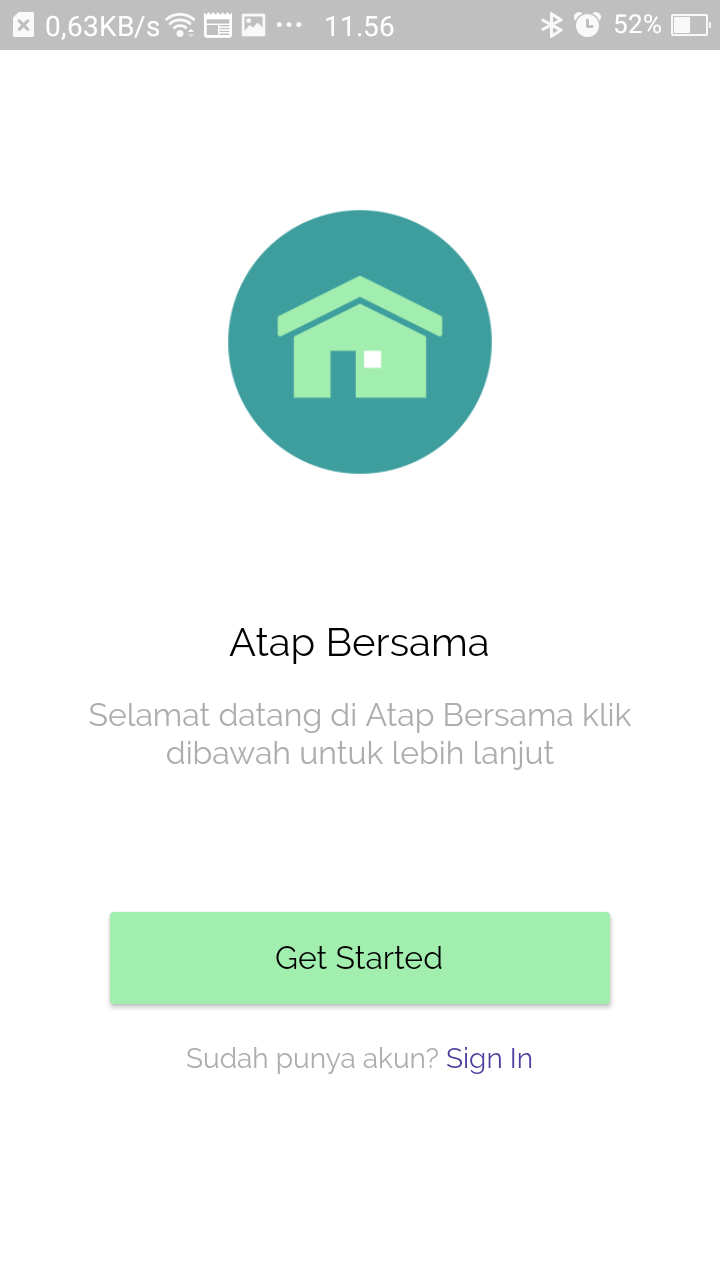 0,63KB/s 11.56 52%
Atap Bersama
Selamat datang di Atap Bersama klik
dibawah untuk lebih lanjut
Get Started
Sudah punya akun? Sign In